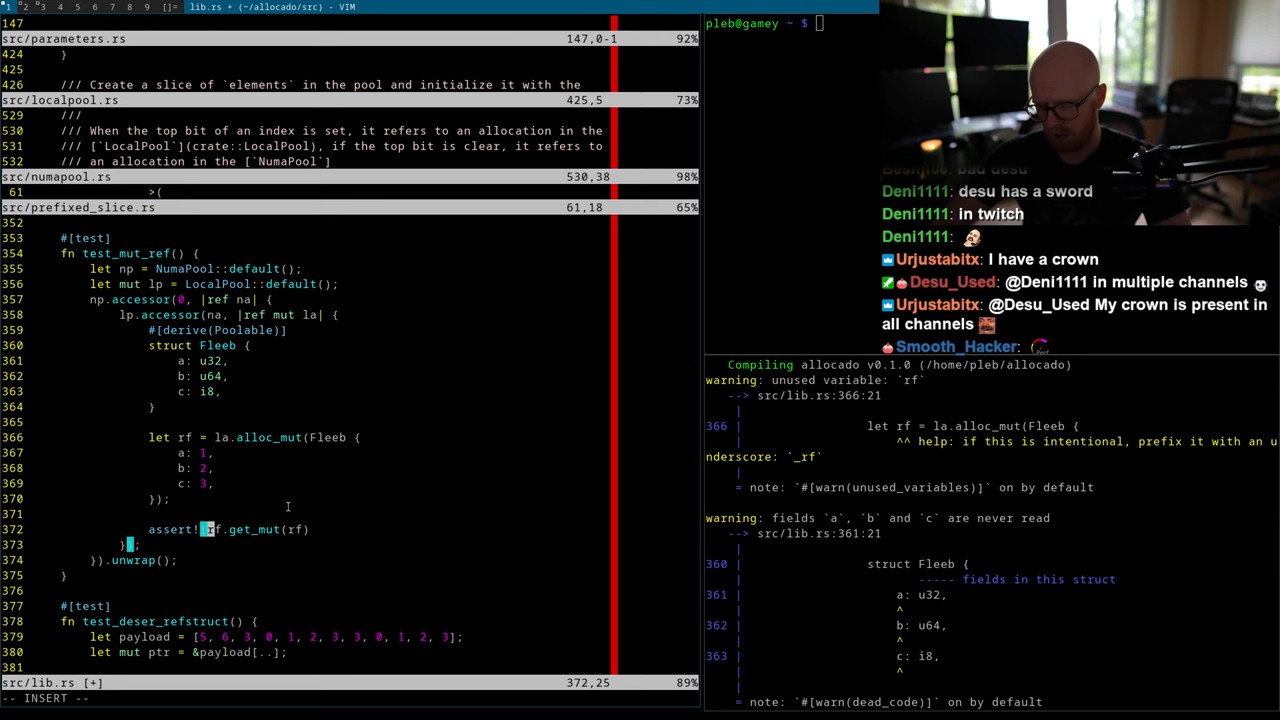 1 2 3 4 5 6 7 8 9 []= lib.rs + (~/allocado/src) - VIM
147
src/parameters.rs 147,0-1 92%
424 }
425
426 /// Create a slice of `elements` in the pool and initialize it with the
src/localpool.rs 425,5 73%
529 ///
530 /// When the top bit of an index is set, it refers to an allocation in the
531 /// [`LocalPool`](crate::LocalPool), if the top bit is clear, it refers to
532 /// an allocation in the [`NumaPool`]
src/numapool.rs 530,38 98%
61 >(
src/prefixed_slice.rs 61,18 65%
352
353 #[test]
354 fn test_mut_ref() {
355 let np = NumaPool::default();
356 let mut lp = LocalPool::default();
357 np.accessor(0, |ref na| {
358 lp.accessor(na, |ref mut la| {
359 #[derive(Poolable)]
360 struct Fleeb {
361 a: u32,
362 b: u64,
363 c: i8,
364 }
365
366 let rf = la.alloc_mut(Fleeb {
367 a: 1,
368 b: 2,
369 c: 3,
370 });
371
372 assert!(rf.get_mut(rf)
373 });
374 }).unwrap();
375 }
376
377 #[test]
378 fn test_deser_refstruct() {
379 let payload = [5, 6, 3, 0, 1, 2, 3, 3, 0, 1, 2, 3];
380 let mut ptr = &payload[..];
381
src/lib.rs [+] 372,25 89%
-- INSERT --
pleb@gamey ~ $
bad desu
Deni1111: desu has a sword
Deni1111: in twitch
Deni1111:
Urjustabitx: I have a crown
Desu_Used: @Deni1111 in multiple channels
Urjustabitx: @Desu_Used My crown is present in
all channels
Smooth_Hacker:
Compiling allocado v0.1.0 (/home/pleb/allocado)
warning: unused variable: `rf`
--> src/lib.rs:366:21
|
366 | let rf = la.alloc_mut(Fleeb {
| ^^ help: if this is intentional, prefix it with an u
nderscore: `_rf`
|
= note: `#[warn(unused_variables)]` on by default
warning: fields `a`, `b` and `c` are never read
--> src/lib.rs:361:21
|
360 | struct Fleeb {
| ----- fields in this struct
361 | a: u32,
| ^
362 | b: u64,
| ^
363 | c: i8,
| ^
|
= note: `#[warn(dead_code)]` on by default